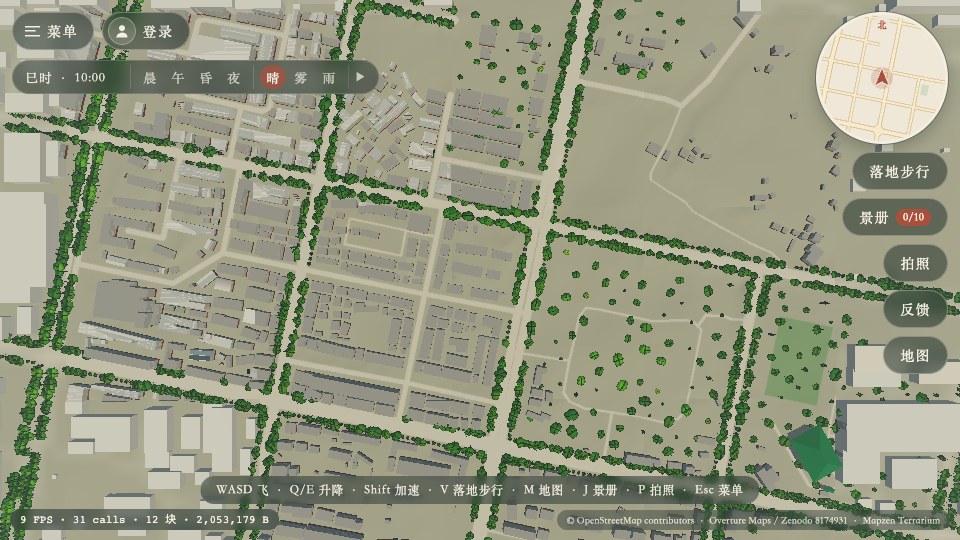 菜单
登录
巳时 · 10:00 晨 午 昏 夜 晴 雾 雨
北
落地步行
景册 0/10
拍照
反馈
地图
WASD 飞 · Q/E 升降 · Shift 加速 · V 落地步行 · M 地图 · J 景册 · P 拍照 · Esc 菜单
9 FPS · 31 calls · 12 块 · 2,053,179 B
© OpenStreetMap contributors · Overture Maps / Zenodo 8174931 · Mapzen Terrarium